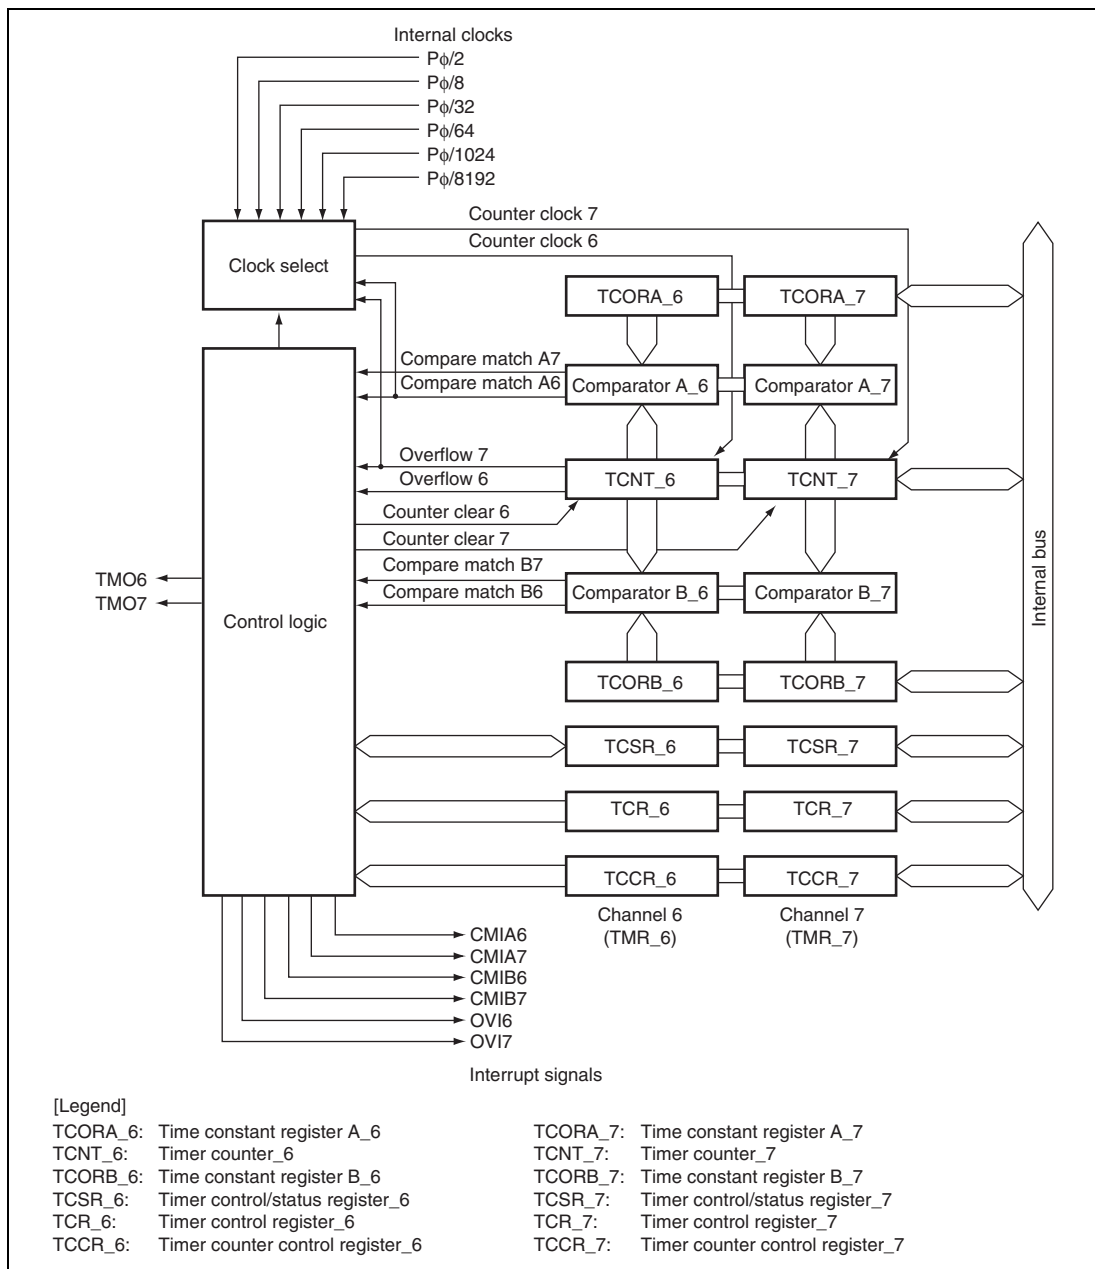 Internal clocks
Pϕ/2
Pϕ/8
Pϕ/32
Pϕ/64
Pϕ/1024
Pϕ/8192
Counter clock 7
Counter clock 6
Clock select
TCORA_6
TCORA_7
Compare match A7
Compare match A6
Comparator A_6
Comparator A_7
Overflow 7
Overflow 6
TCNT_6
TCNT_7
Counter clear 6
Counter clear 7
Compare match B7
Compare match B6
Comparator B_6
Comparator B_7
TMO6
TMO7
Control logic
Internal bus
TCORB_6
TCORB_7
TCSR_6
TCSR_7
TCR_6
TCR_7
TCCR_6
TCCR_7
Channel 6
(TMR_6)
Channel 7
(TMR_7)
CMIA6
CMIA7
CMIB6
CMIB7
OVI6
OVI7
Interrupt signals
[Legend]
TCORA_6: Time constant register A_6
TCNT_6: Timer counter_6
TCORB_6: Time constant register B_6
TCSR_6: Timer control/status register_6
TCR_6: Timer control register_6
TCCR_6: Timer counter control register_6
TCORA_7: Time constant register A_7
TCNT_7: Timer counter_7
TCORB_7: Time constant register B_7
TCSR_7: Timer control/status register_7
TCR_7: Timer control register_7
TCCR_7: Timer counter control register_7